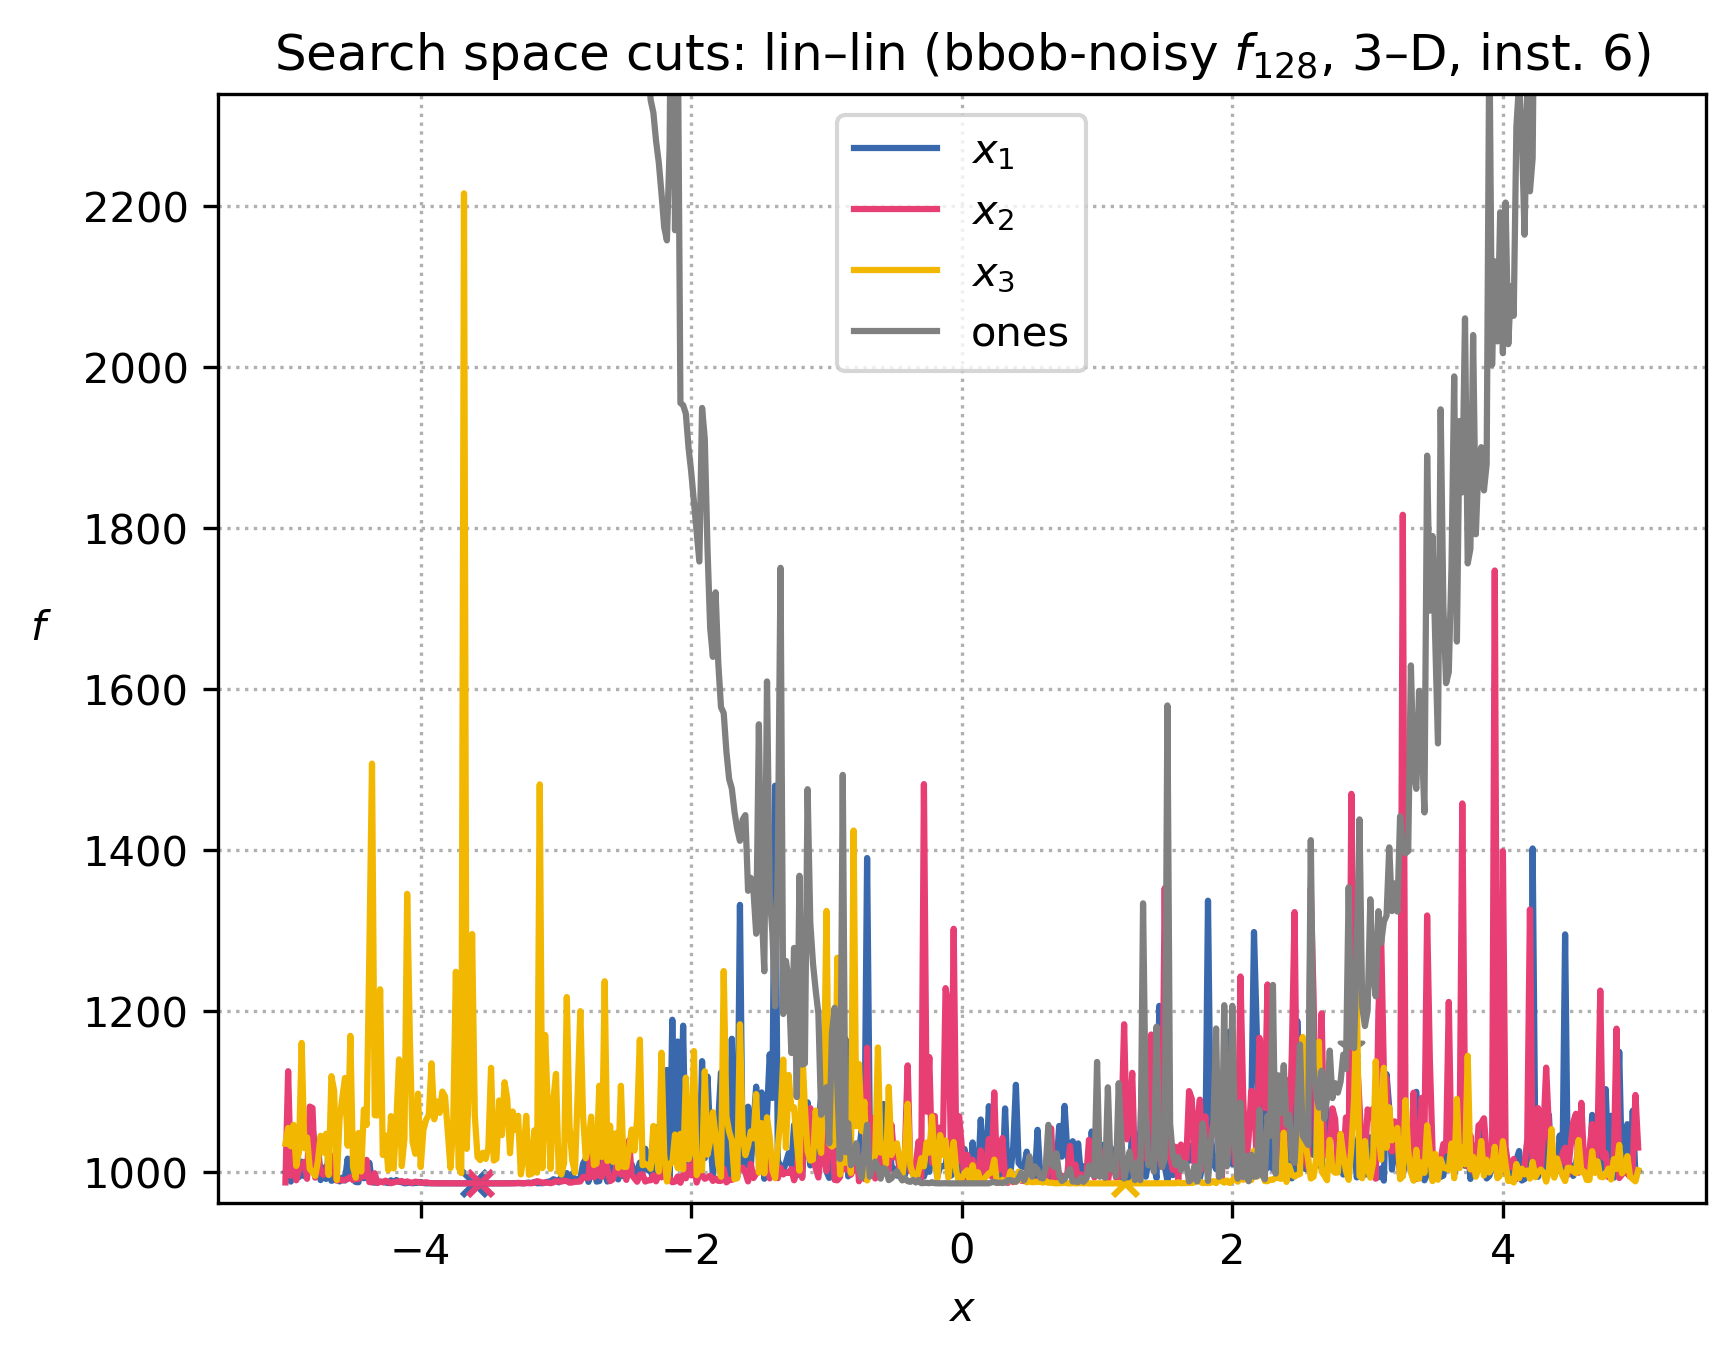 Search space cuts: lin–lin (bbob-noisy f₁₂₈, 3–D, inst. 6)
x₁
x₂
x₃
ones
2200
2000
1800
1600
1400
1200
1000
f
−4
−2
0
2
4
x